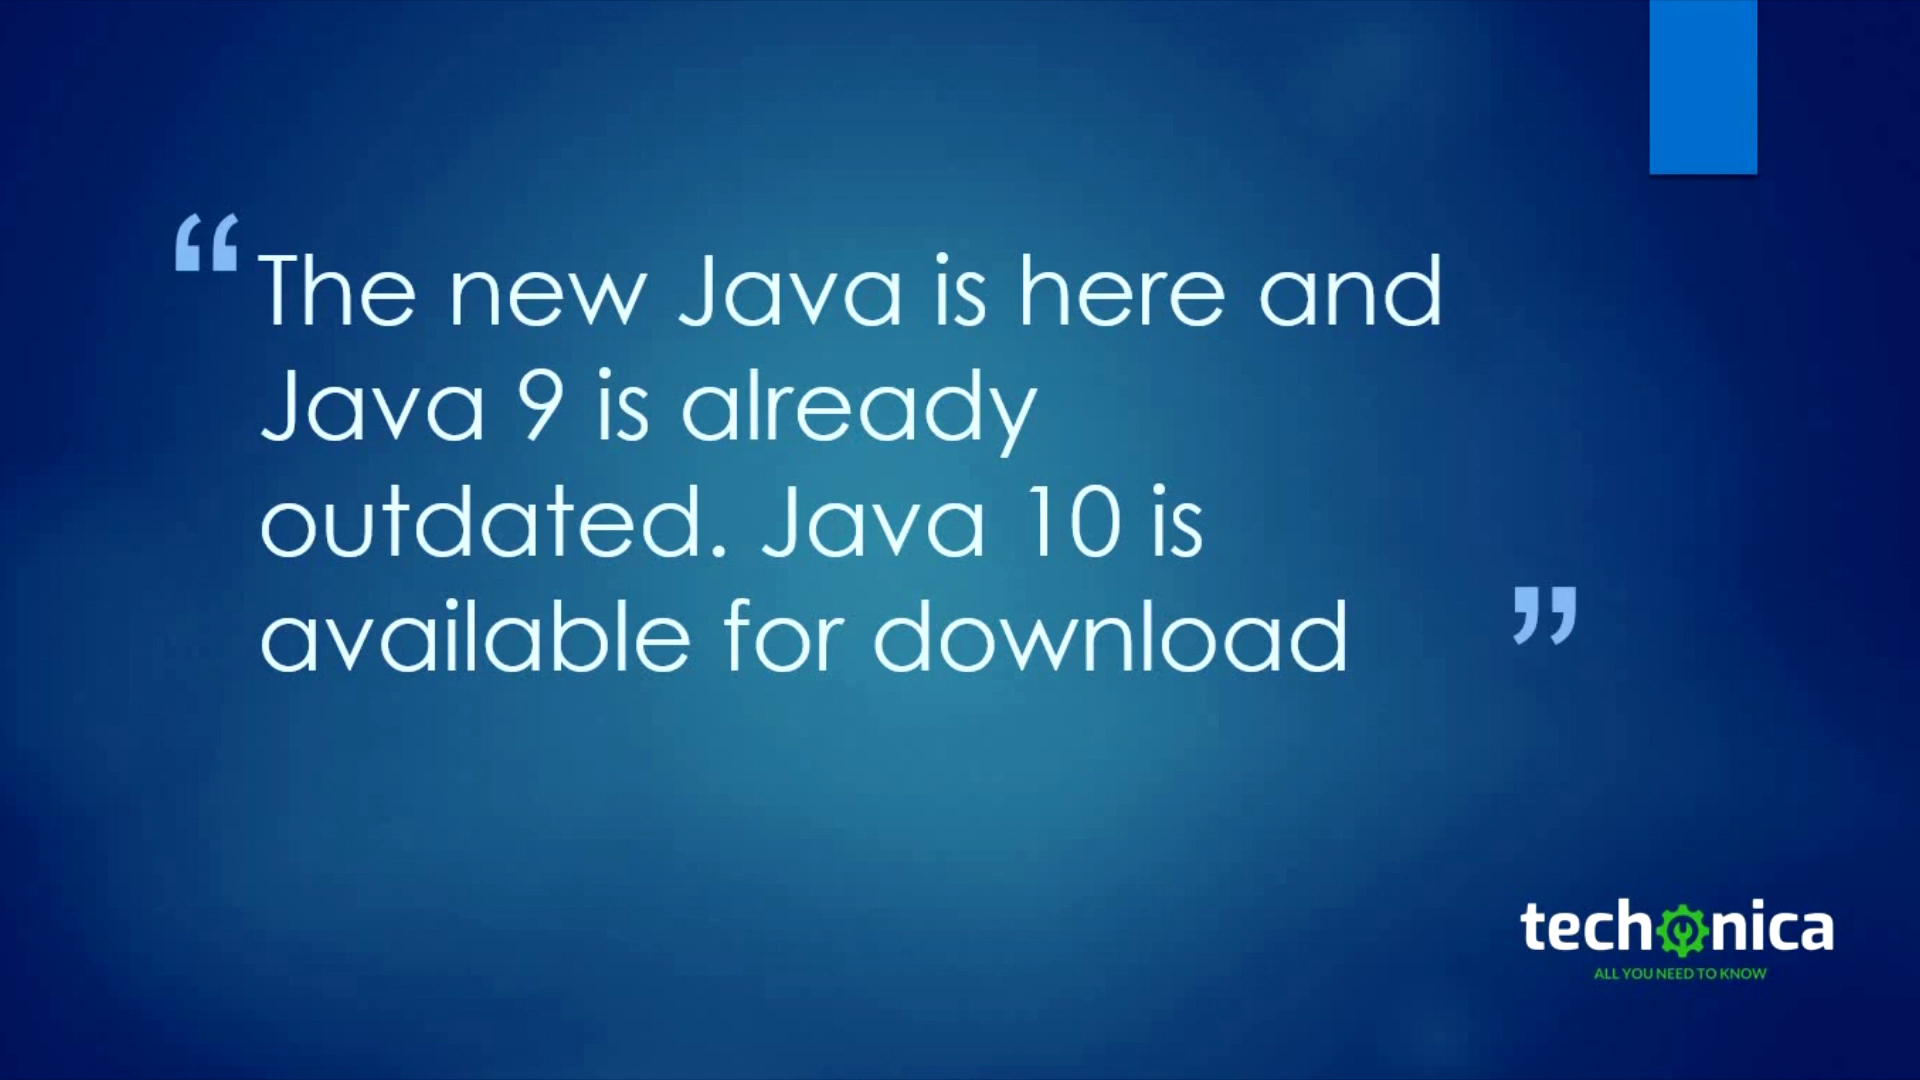 “The new Java is here and
Java 9 is already
outdated. Java 10 is
available for download”
techonica
ALL YOU NEED TO KNOW